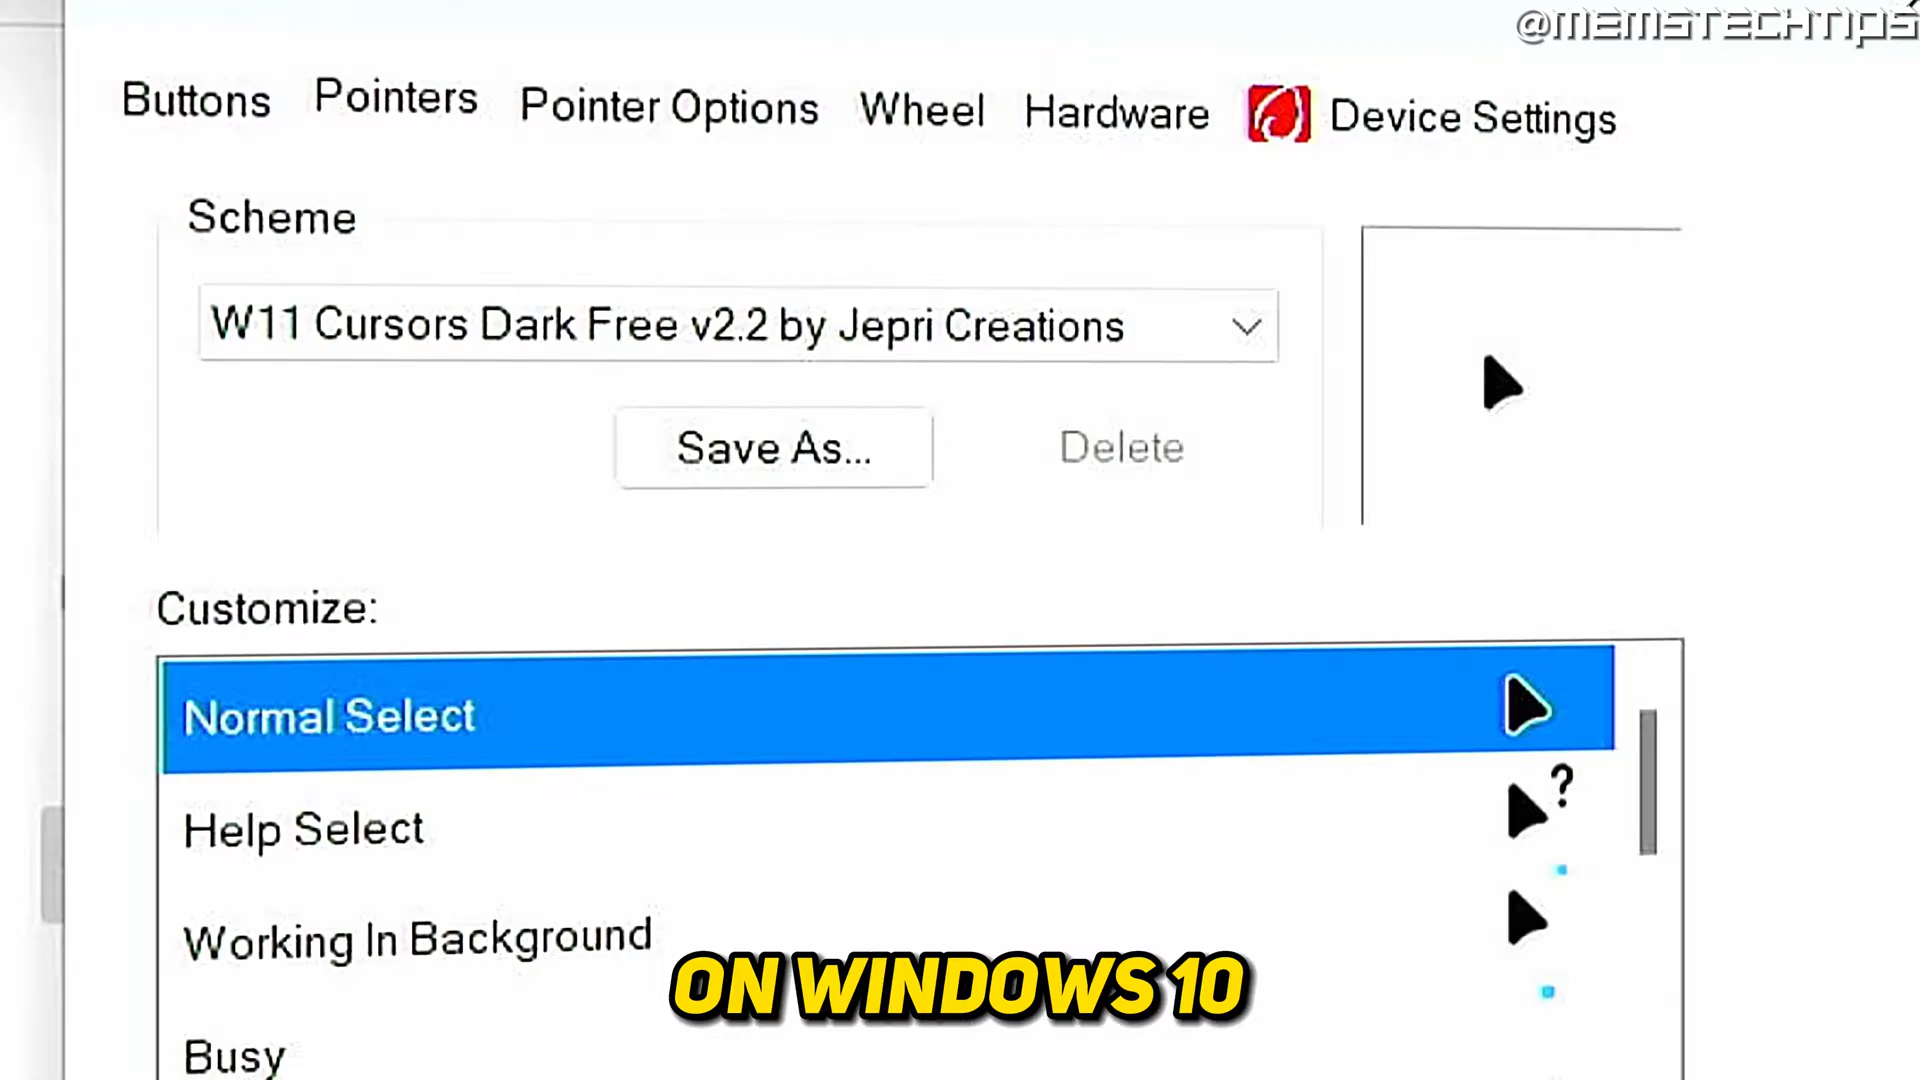 @MEMSTECHTIPS
Buttons Pointers Pointer Options Wheel Hardware Device Settings
Scheme
W11 Cursors Dark Free v2.2 by Jepri Creations
Save As... Delete
Customize:
Normal Select
Help Select
?
Working In Background
ON WINDOWS 10
Busy